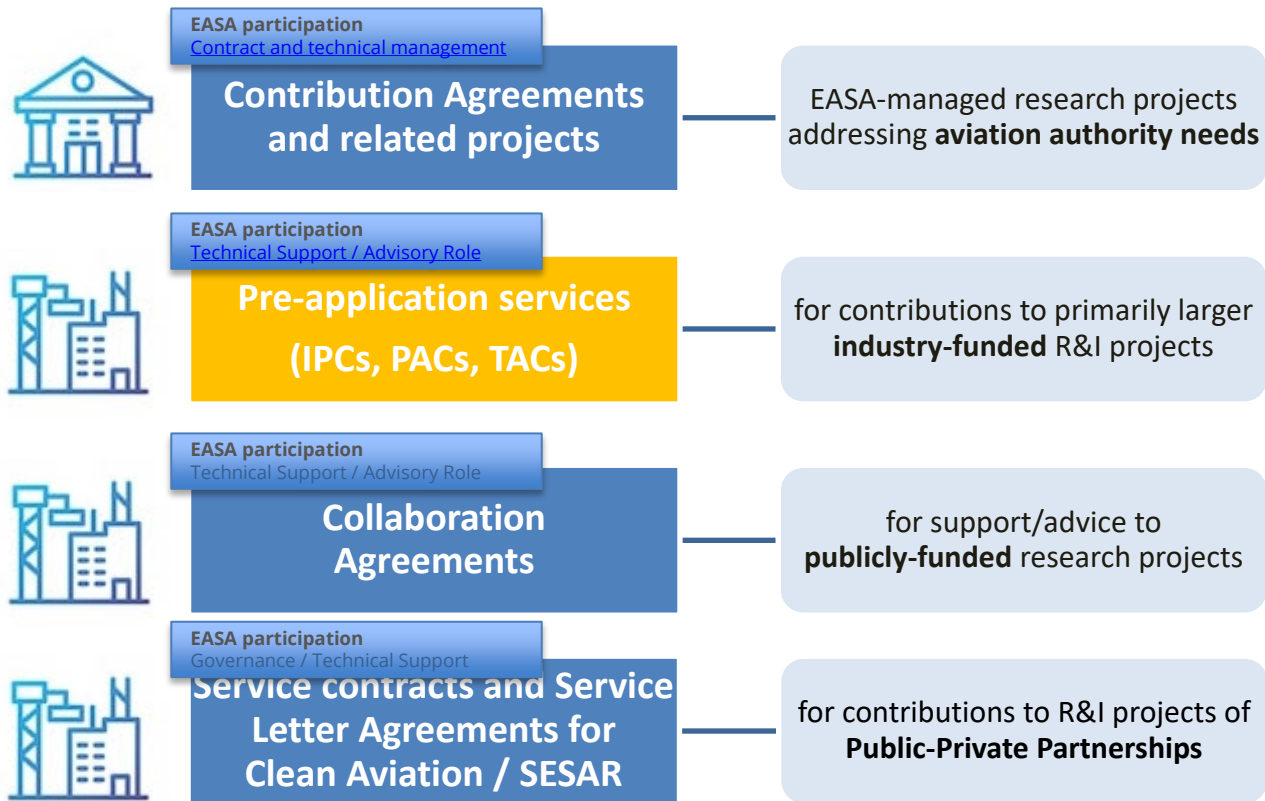 EASA participation
Contract and technical management
Contribution Agreements
and related projects
EASA-managed research projects
addressing aviation authority needs
EASA participation
Technical Support / Advisory Role
Pre-application services
(IPCs, PACs, TACs)
for contributions to primarily larger
industry-funded R&I projects
EASA participation
Technical Support / Advisory Role
Collaboration
Agreements
for support/advice to
publicly-funded research projects
EASA participation
Governance / Technical Support
Service contracts and Service
Letter Agreements for
Clean Aviation / SESAR
for contributions to R&I projects of
Public-Private Partnerships